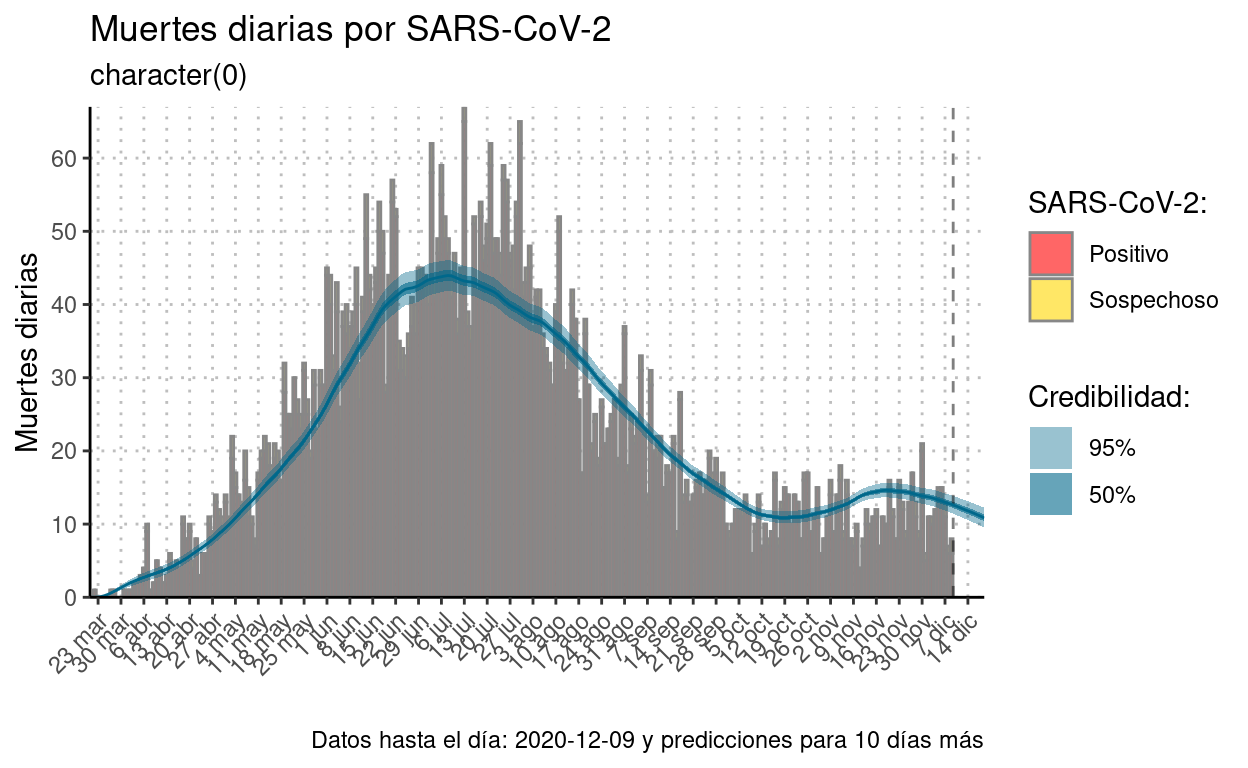 Muertes diarias por SARS-CoV-2
character(0)
Muertes diarias
60
50
40
30
20
10
0
23 mar
30 mar
6 abr
13 abr
20 abr
27 abr
4 may
11 may
18 may
25 may
1 jun
8 jun
15 jun
22 jun
29 jun
6 jul
13 jul
20 jul
27 jul
3 ago
10 ago
17 ago
24 ago
31 ago
7 sep
14 sep
21 sep
28 sep
5 oct
12 oct
19 oct
26 oct
2 nov
9 nov
16 nov
23 nov
30 nov
7 dic
14 dic
SARS-CoV-2:
Positivo
Sospechoso
Credibilidad:
95%
50%
Datos hasta el día: 2020-12-09 y predicciones para 10 días más